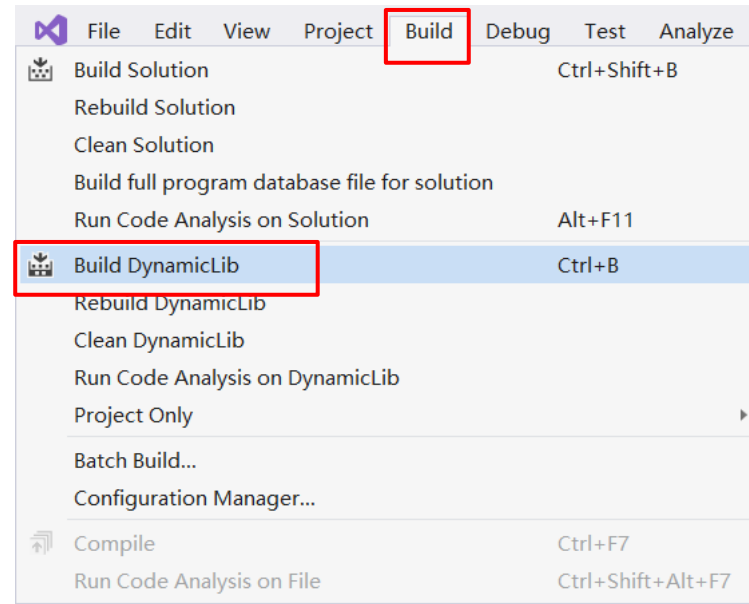 File Edit View Project Build Debug Test Analyze
Build Solution Ctrl+Shift+B
Rebuild Solution
Clean Solution
Build full program database file for solution
Run Code Analysis on Solution Alt+F11
Build DynamicLib Ctrl+B
Rebuild DynamicLib
Clean DynamicLib
Run Code Analysis on DynamicLib
Project Only
Batch Build...
Configuration Manager...
Compile Ctrl+F7
Run Code Analysis on File Ctrl+Shift+Alt+F7